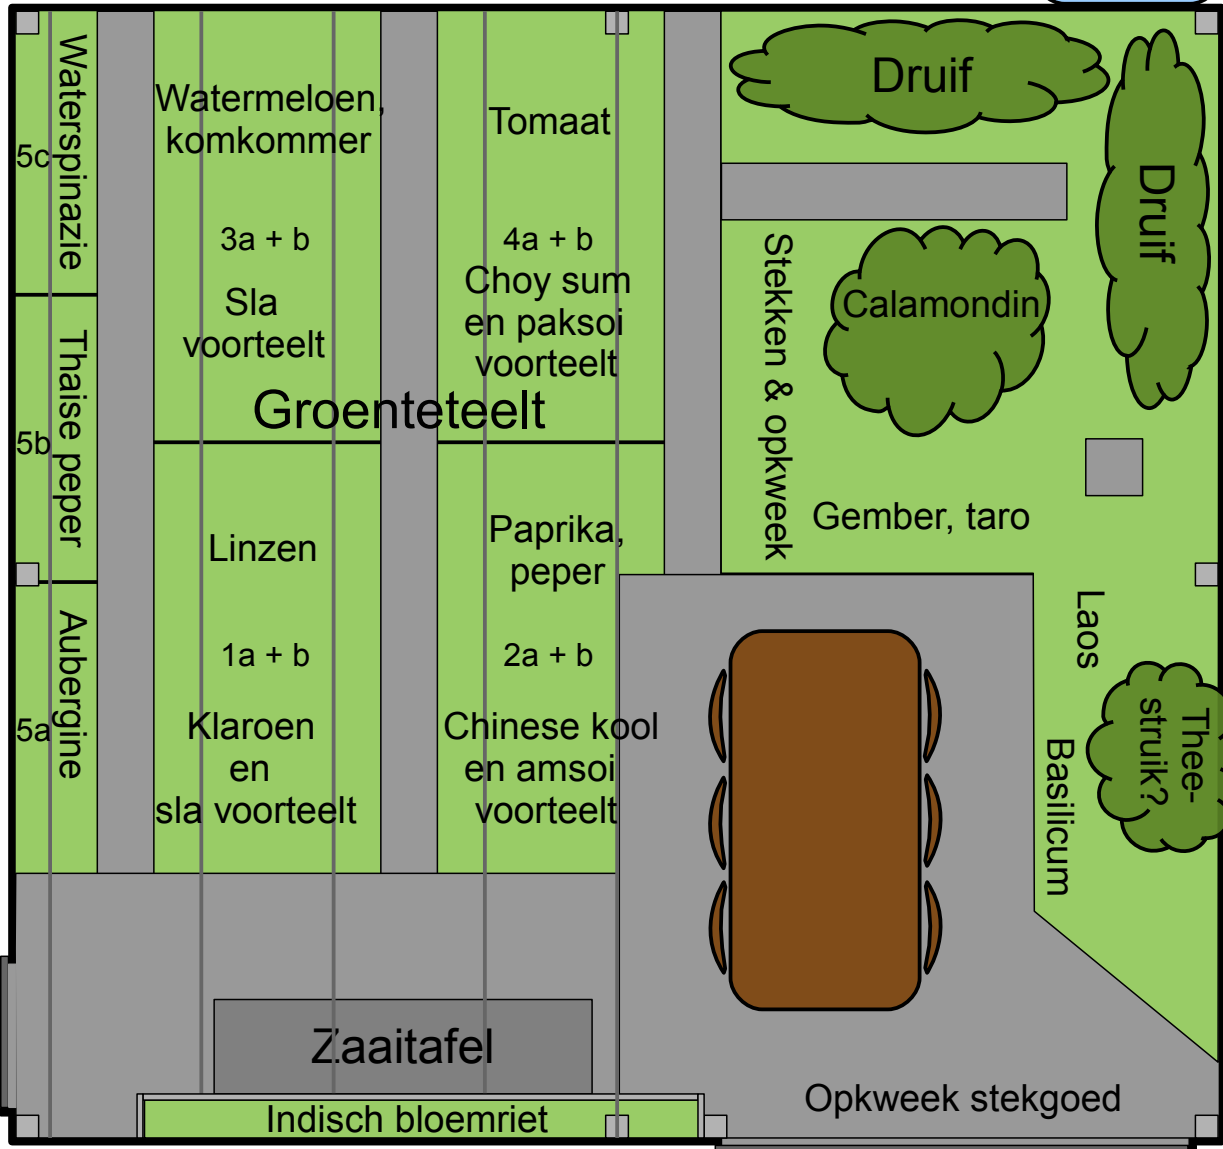 Waterspinazie
5c
Thaise peper
5b
Aubergine
5a
Watermeloen,
komkommer
3a + b
Sla
voorteelt
Tomaat
4a + b
Choy sum
en paksoi
voorteelt
Groenteteelt
Linzen
1a + b
Klaroen
en
sla voorteelt
Paprika,
peper
2a + b
Chinese kool
en amsoi
voorteelt
Druif
Druif
Stekken & opkweek
Calamondin
Gember, taro
Laos
Thee-
struik?
Basilicum
Zaaitafel
Indisch bloemriet
Opkweek stekgoed